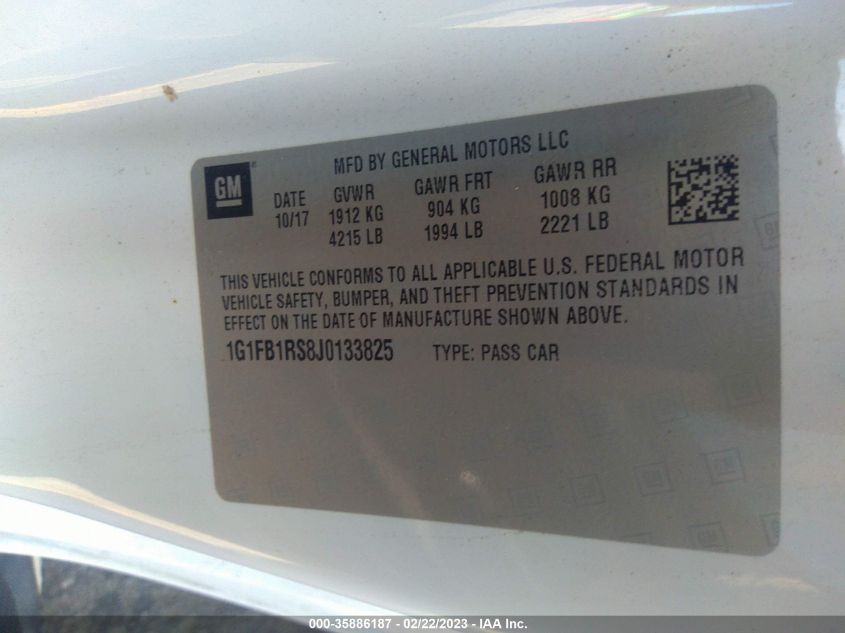 MFD BY GENERAL MOTORS LLC
GM
DATE GVWR GAWR FRT GAWR RR
10/17 1912 KG 904 KG 1008 KG
4215 LB 1994 LB 2221 LB
THIS VEHICLE CONFORMS TO ALL APPLICABLE U.S. FEDERAL MOTOR
VEHICLE SAFETY, BUMPER, AND THEFT PREVENTION STANDARDS IN
EFFECT ON THE DATE OF MANUFACTURE SHOWN ABOVE.
1G1FB1RS8J0133825 TYPE: PASS CAR
000-35886187 - 02/22/2023 - IAA Inc.